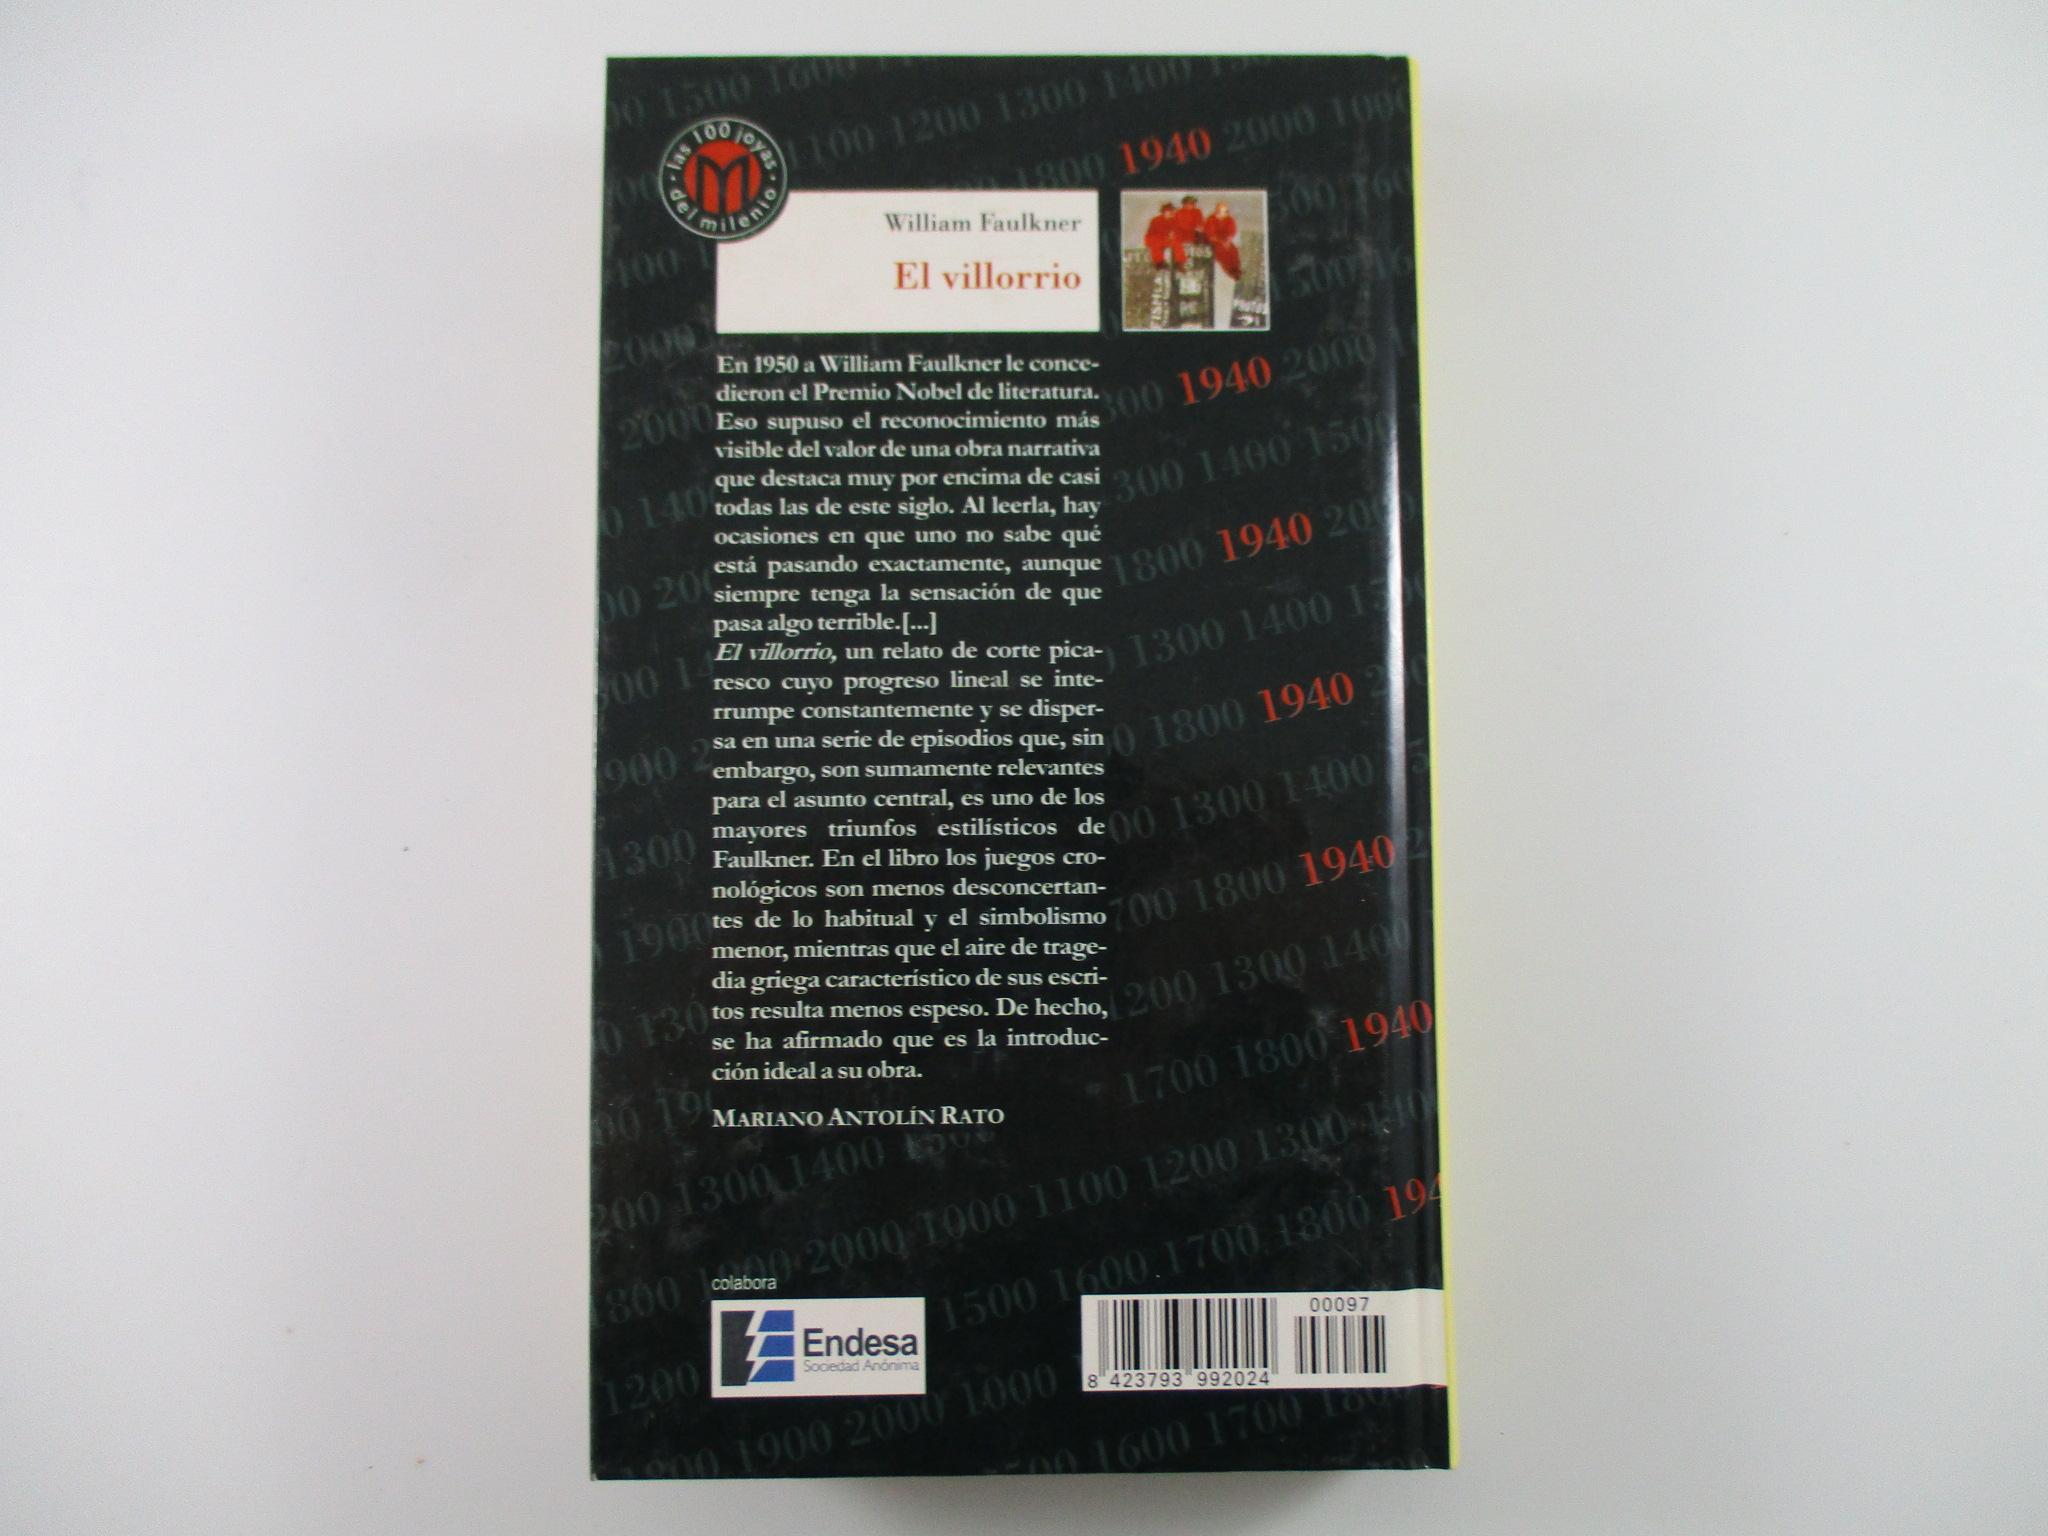 las 100 joyas
del milenio
M
1940
William Faulkner
El villorrio
En 1950 a William Faulkner le conce-
dieron el Premio Nobel de literatura.
Eso supuso el reconocimiento más
visible del valor de una obra narrativa
que destaca muy por encima de casi
todas las de este siglo. Al leerla, hay
ocasiones en que uno no sabe qué
está pasando exactamente, aunque
siempre tenga la sensación de que
pasa algo terrible.[...]
El villorrio, un relato de corte pica-
resco cuyo progreso lineal se inte-
rrumpe constantemente y se disper-
sa en una serie de episodios que, sin
embargo, son sumamente relevantes
para el asunto central, es uno de los
mayores triunfos estilísticos de
Faulkner. En el libro los juegos cro-
nológicos son menos desconcertan-
tes de lo habitual y el simbolismo
menor, mientras que el aire de trage-
dia griega característico de sus escri-
tos resulta menos espeso. De hecho,
se ha afirmado que es la introduc-
ción ideal a su obra.
MARIANO ANTOLÍN RATO
1940
1940
1940
1940
1940
colabora
Endesa
Sociedad Anónima
00097
8 423793 992024